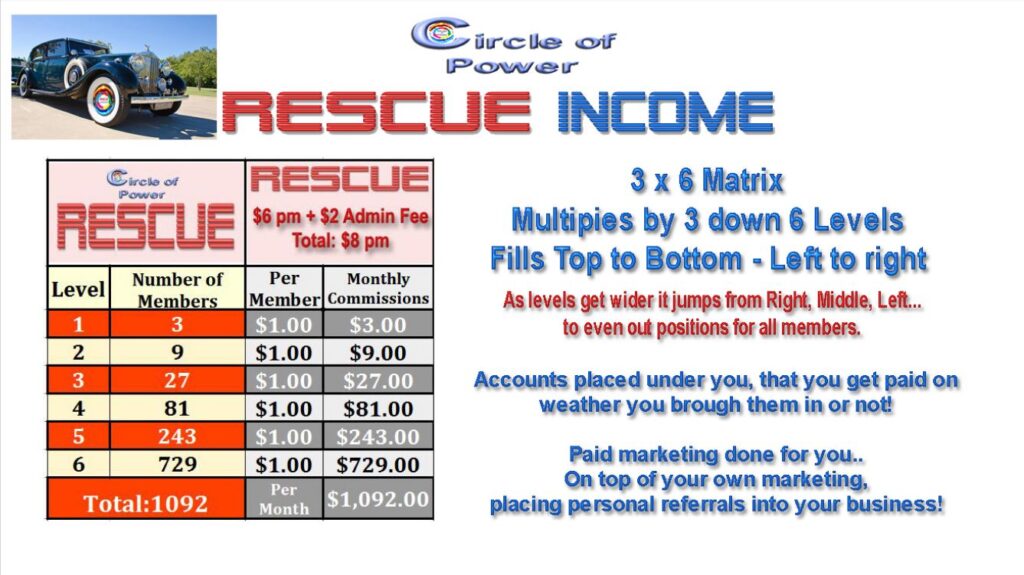 Circle of
Power
RESCUE INCOME
Circle of
Power
RESCUE
RESCUE
$6 pm + $2 Admin Fee
Total: $8 pm
Level Number of Members Per Member Monthly Commissions
1 3 $1.00 $3.00
2 9 $1.00 $9.00
3 27 $1.00 $27.00
4 81 $1.00 $81.00
5 243 $1.00 $243.00
6 729 $1.00 $729.00
Total:1092 Per Month $1,092.00
3 x 6 Matrix
Multipies by 3 down 6 Levels
Fills Top to Bottom - Left to right
As levels get wider it jumps from Right, Middle, Left...
to even out positions for all members.
Accounts placed under you, that you get paid on
weather you brough them in or not!
Paid marketing done for you..
On top of your own marketing,
placing personal referrals into your business!